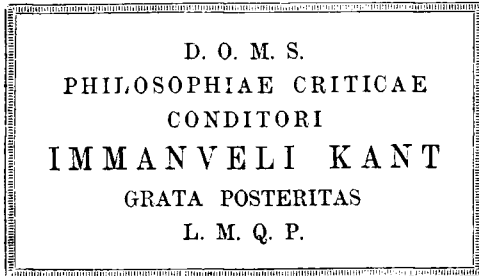 D. O. M. S.
PHILOSOPHIAE CRITICAE
CONDITORI
IMMANVELI KANT
GRATA POSTERITAS
L. M. Q. P.